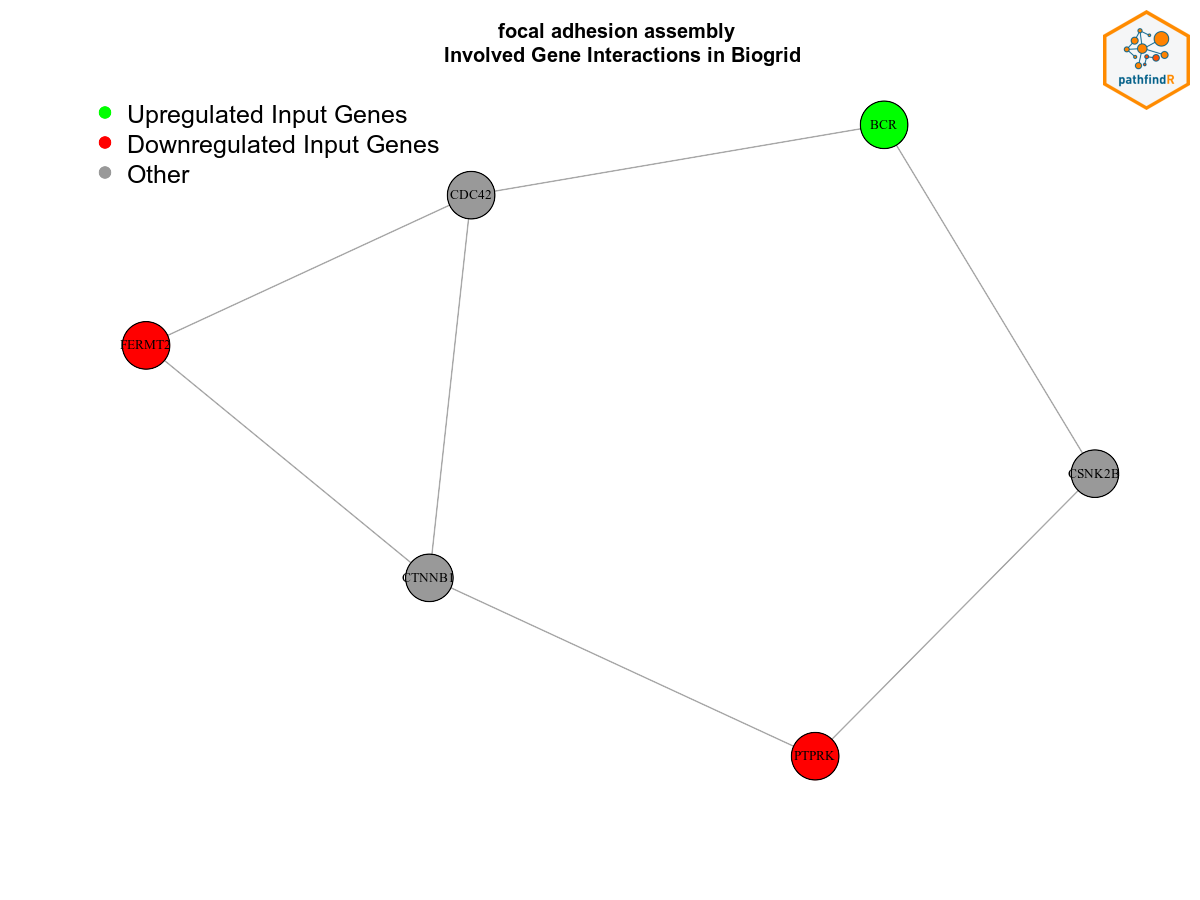 focal adhesion assembly
Involved Gene Interactions in Biogrid
pathfindR
Upregulated Input Genes
Downregulated Input Genes
Other
BCR
CDC42
FERMT2
CSNK2B
CTNNB1
PTPRK